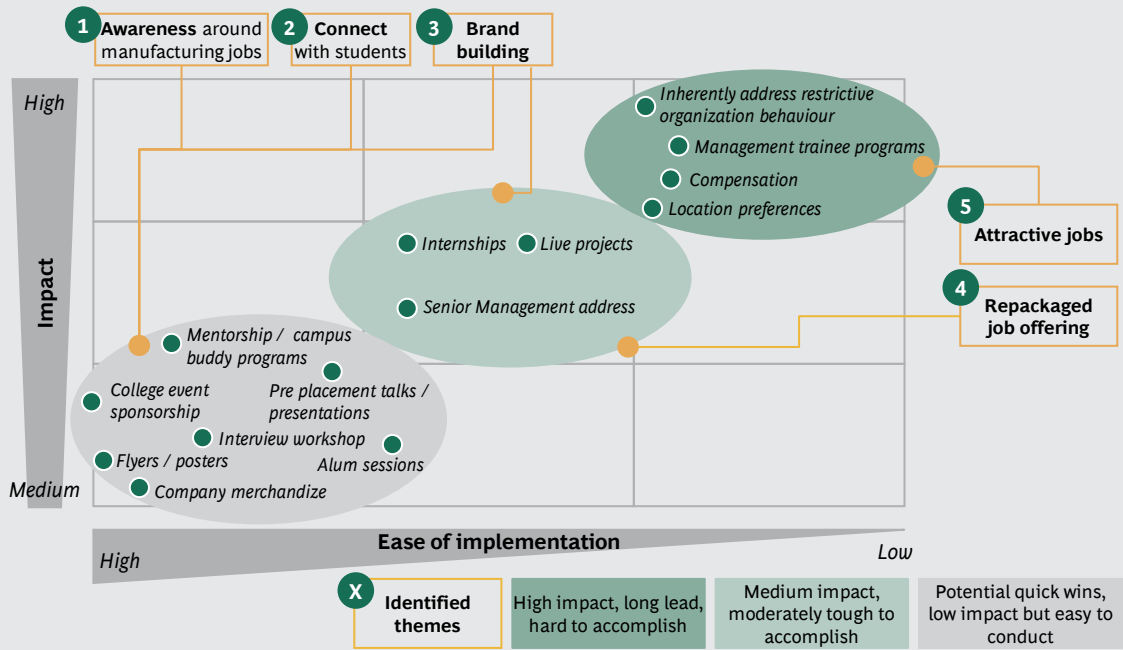 1
Awareness around
manufacturing jobs
2
Connect
with students
3
Brand
building
High
Impact
Medium
Inherently address restrictive
organization behaviour
Management trainee programs
Compensation
Location preferences
5
Attractive jobs
Internships
Live projects
Senior Management address
4
Repackaged
job offering
Mentorship / campus
buddy programs
College event
sponsorship
Pre placement talks /
presentations
Interview workshop
Flyers / posters
Alum sessions
Company merchandize
High
Ease of implementation
Low
X
Identified
themes
High impact, long lead,
hard to accomplish
Medium impact,
moderately tough to
accomplish
Potential quick wins,
low impact but easy to
conduct